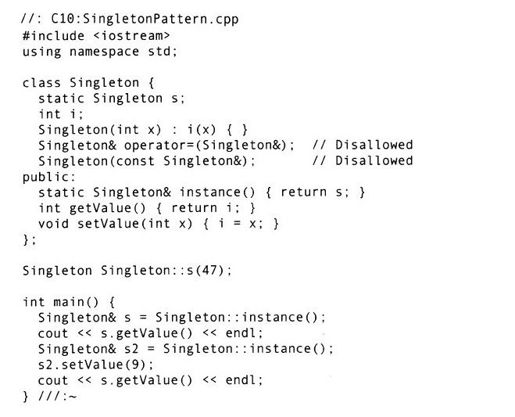 //: C10:SingletonPattern.cpp
#include <iostream>
using namespace std;

class Singleton {
  static Singleton s;
  int i;
  Singleton(int x) : i(x) { }
  Singleton& operator=(Singleton&);  // Disallowed
  Singleton(const Singleton&);       // Disallowed
public:
  static Singleton& instance() { return s; }
  int getValue() { return i; }
  void setValue(int x) { i = x; }
};

Singleton Singleton::s(47);

int main() {
  Singleton& s = Singleton::instance();
  cout << s.getValue() << endl;
  Singleton& s2 = Singleton::instance();
  s2.setValue(9);
  cout << s.getValue() << endl;
} ///:~